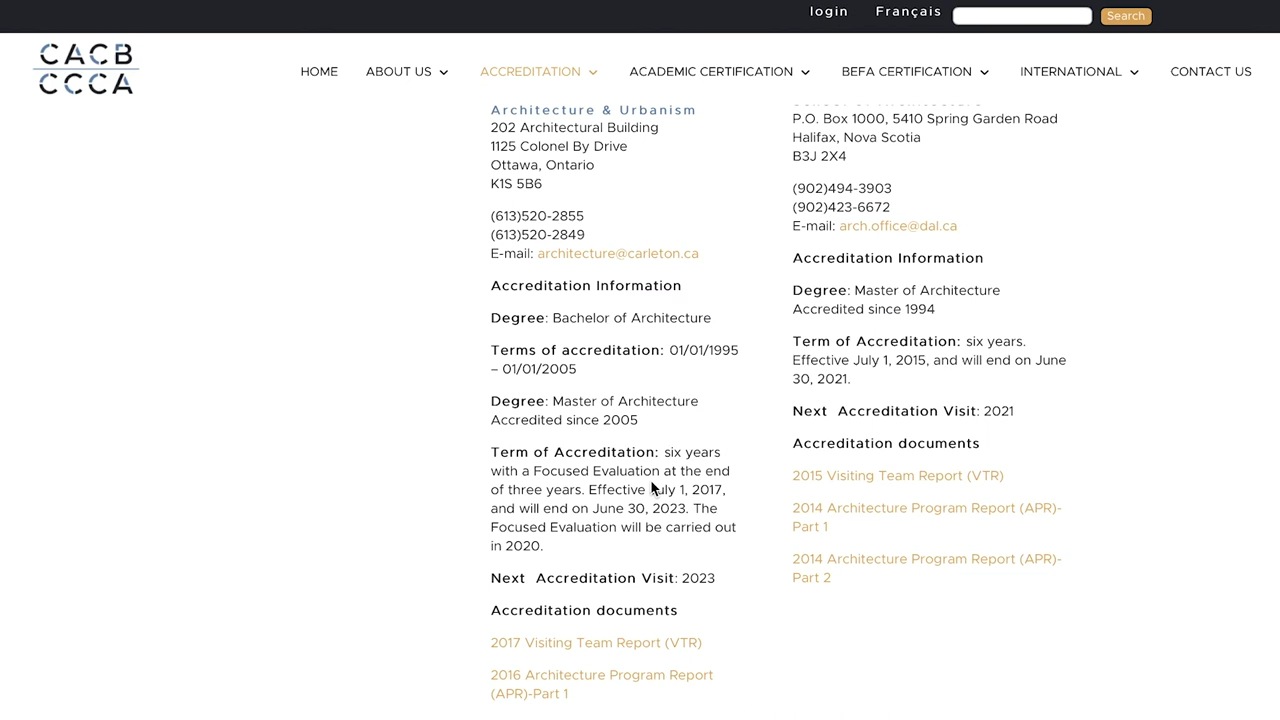 login
Français
Search
CACB
CCCA
HOME
ABOUT US
ACCREDITATION
ACADEMIC CERTIFICATION
BEFA CERTIFICATION
INTERNATIONAL
CONTACT US
Architecture & Urbanism
202 Architectural Building
1125 Colonel By Drive
Ottawa, Ontario
K1S 5B6
(613)520-2855
(613)520-2849
E-mail: architecture@carleton.ca
Accreditation Information
Degree: Bachelor of Architecture
Terms of accreditation: 01/01/1995
– 01/01/2005
Degree: Master of Architecture
Accredited since 2005
Term of Accreditation: six years
with a Focused Evaluation at the end
of three years. Effective July 1, 2017,
and will end on June 30, 2023. The
Focused Evaluation will be carried out
in 2020.
Next Accreditation Visit: 2023
Accreditation documents
2017 Visiting Team Report (VTR)
2016 Architecture Program Report
(APR)-Part 1
P.O. Box 1000, 5410 Spring Garden Road
Halifax, Nova Scotia
B3J 2X4
(902)494-3903
(902)423-6672
E-mail: arch.office@dal.ca
Accreditation Information
Degree: Master of Architecture
Accredited since 1994
Term of Accreditation: six years.
Effective July 1, 2015, and will end on June
30, 2021.
Next Accreditation Visit: 2021
Accreditation documents
2015 Visiting Team Report (VTR)
2014 Architecture Program Report (APR)-
Part 1
2014 Architecture Program Report (APR)-
Part 2